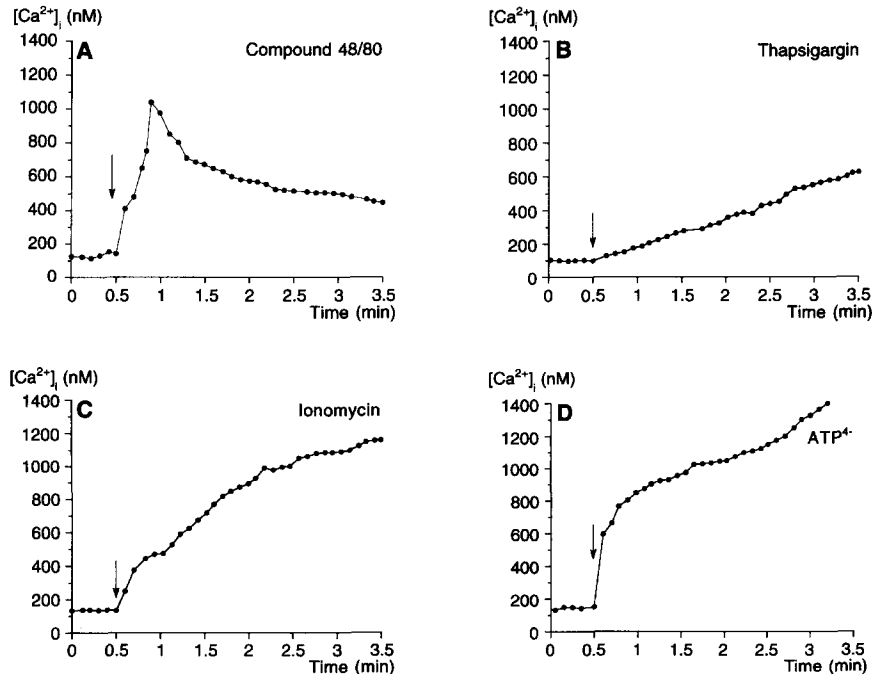 [Ca²⁺]ᵢ (nM)
A
Compound 48/80
1400
1200
1000
800
600
400
200
0
0 0.5 1 1.5 2 2.5 3 3.5
Time (min)
[Ca²⁺]ᵢ (nM)
B
Thapsigargin
1400
1200
1000
800
600
400
200
0
0 0.5 1 1.5 2 2.5 3 3.5
Time (min)
[Ca²⁺]ᵢ (nM)
C
Ionomycin
1400
1200
1000
800
600
400
200
0
0 0.5 1 1.5 2 2.5 3 3.5
Time (min)
[Ca²⁺]ᵢ (nM)
D
ATP⁴⁻
1400
1200
1000
800
600
400
200
0
0 0.5 1 1.5 2 2.5 3 3.5
Time (min)